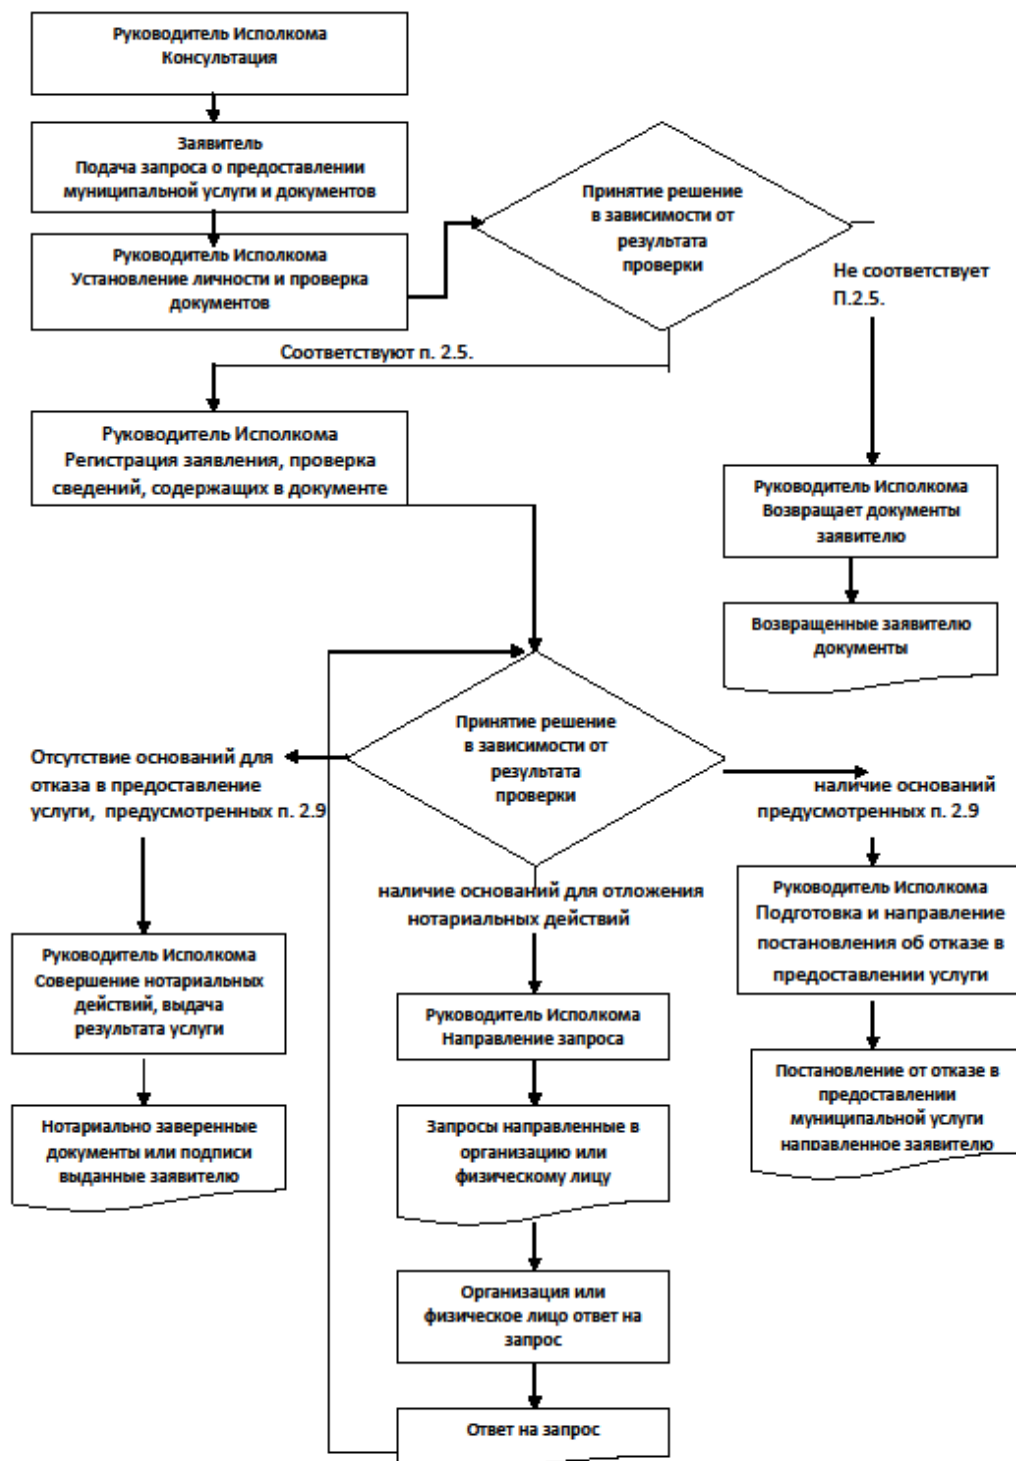 Руководитель Исполкома
Консультация
Заявитель
Подача запроса о предоставлении
муниципальной услуги и документов
Руководитель Исполкома
Установление личности и проверка
документов
Принятие решение
в зависимости от
результата
проверки
Не соответствует
П.2.5.
Соответствуют п. 2.5.
Руководитель Исполкома
Регистрация заявления, проверка
сведений, содержащих в документе
Руководитель Исполкома
Возвращает документы
заявителю
Возвращенные заявителю
документы
Принятие решение
в зависимости от
результата
проверки
Отсутствие оснований для
отказа в предоставление
услуги, предусмотренных п. 2.9
наличие оснований
предусмотренных п. 2.9
наличие оснований для отложения
нотариальных действий
Руководитель Исполкома
Подготовка и направление
постановления об отказе в
предоставлении услуги
Руководитель Исполкома
Совершение нотариальных
действий, выдача
результата услуги
Руководитель Исполкома
Направление запроса
Постановление от отказе в
предоставлении
муниципальной услуги
направленное заявителю
Нотариально заверенные
документы или подписи
выданные заявителю
Запросы направленные в
организацию или
физическому лицу
Организация или
физическое лицо ответ на
запрос
Ответ на запрос